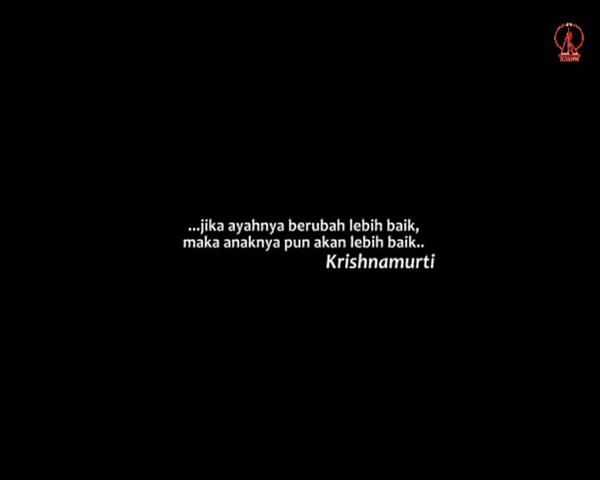 ...jika ayahnya berubah lebih baik,
maka anaknya pun akan lebih baik..
Krishnamurti